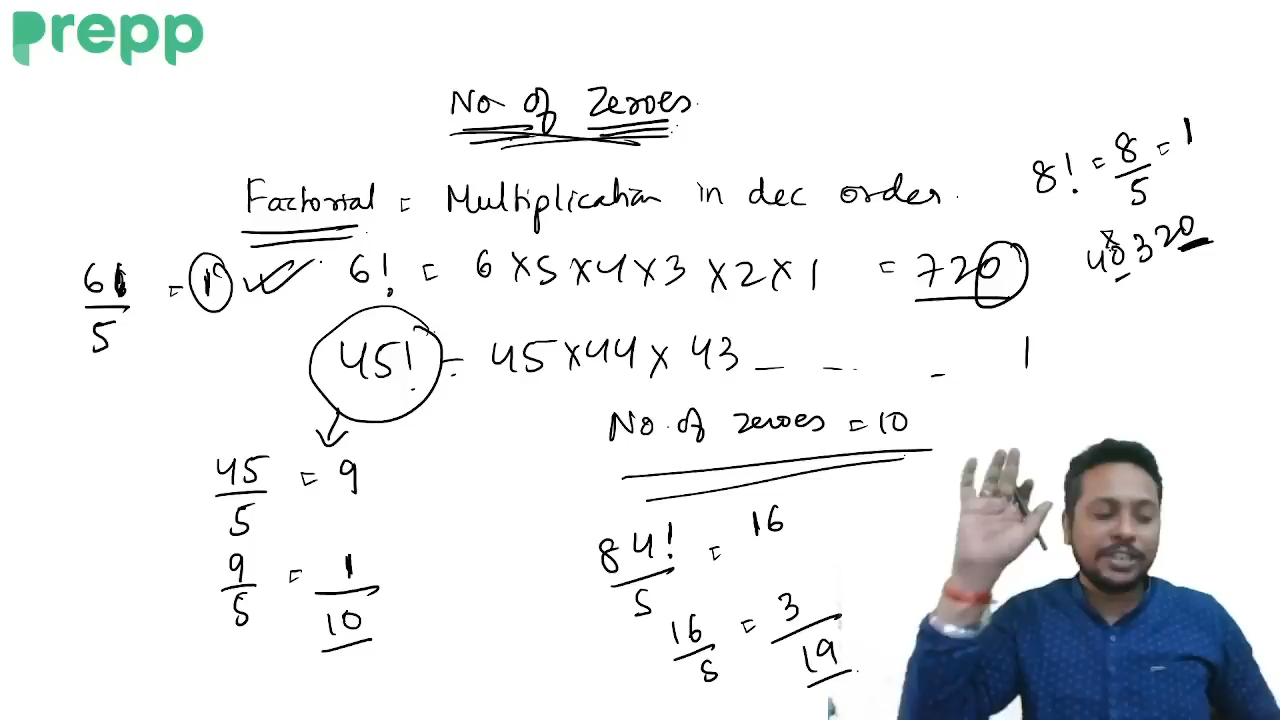 Prepp
No of Zeroes.
Factorial = Multiplication in dec order.
8! = 8/5 = 1
40320
6!/5 = 1
6! = 6 × 5 × 4 × 3 × 2 × 1 = 720
45! = 45 × 44 × 43 _ _ _ 1
No. of zeroes = 10
45/5 = 9
9/5 = 1
10
84!/5 = 16
16/5 = 3
19